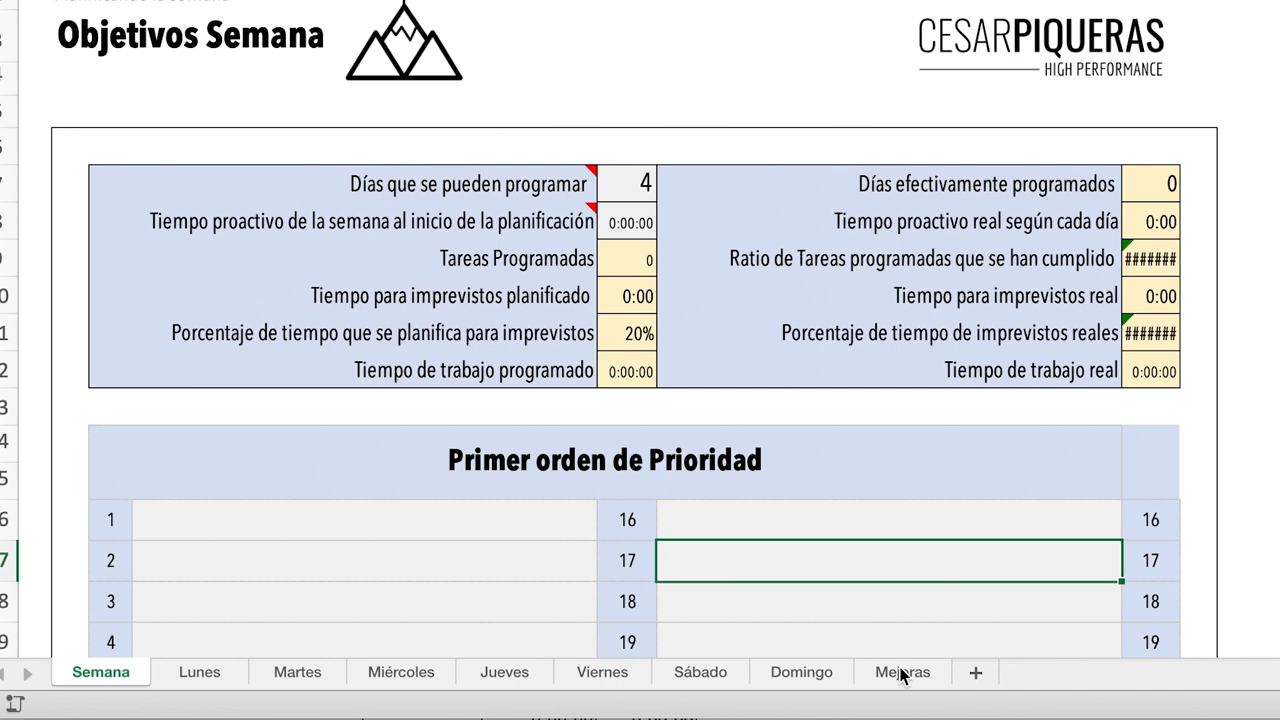 Objetivos Semana
CESARPIQUERAS
HIGH PERFORMANCE
Días que se pueden programar 4 Días efectivamente programados 0
Tiempo proactivo de la semana al inicio de la planificación 0:00:00 Tiempo proactivo real según cada día 0:00
Tareas Programadas 0 Ratio de Tareas programadas que se han cumplido #######
Tiempo para imprevistos planificado 0:00 Tiempo para imprevistos real 0:00
Porcentaje de tiempo que se planifica para imprevistos 20% Porcentaje de tiempo de imprevistos reales #######
Tiempo de trabajo programado 0:00:00 Tiempo de trabajo real 0:00:00
Primer orden de Prioridad
1 16 16
2 17 17
3 18 18
4 19 19
Semana Lunes Martes Miércoles Jueves Viernes Sábado Domingo Mejoras +